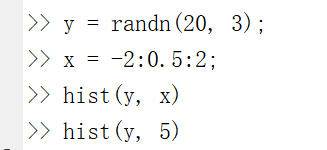 >> y = randn(20, 3);
>> x = -2:0.5:2;
>> hist(y, x)
>> hist(y, 5)